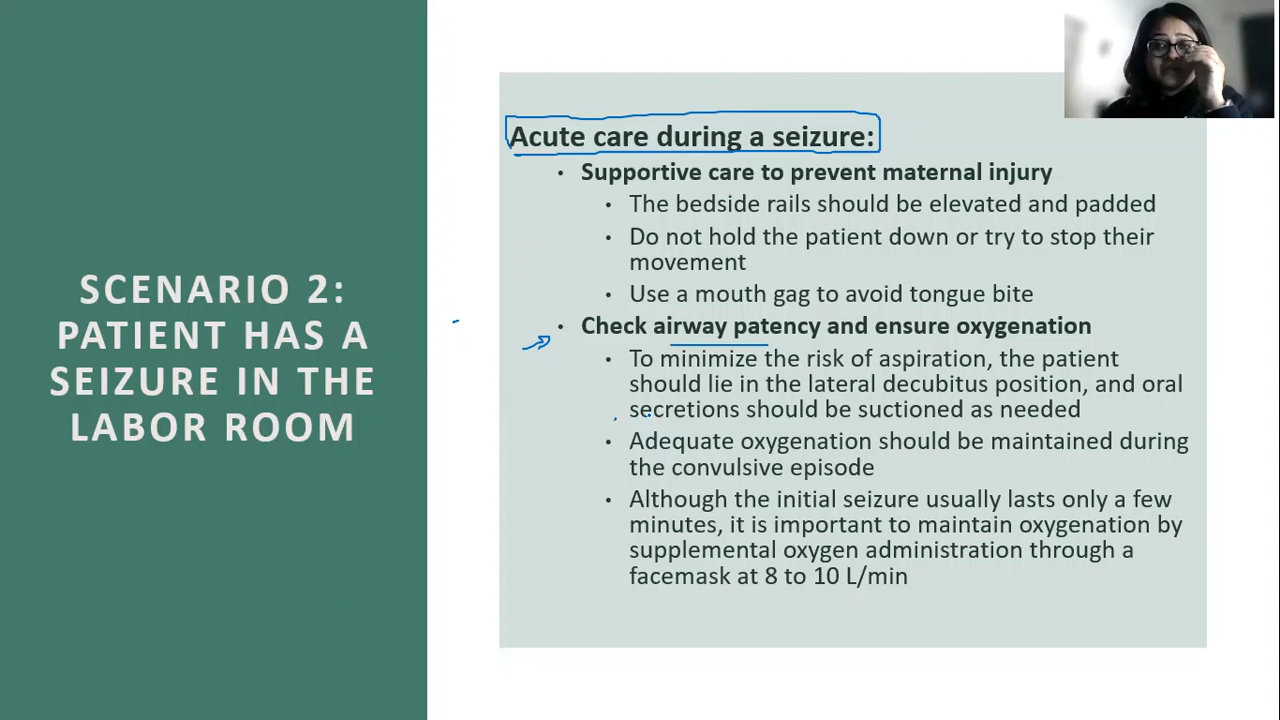 SCENARIO 2:
PATIENT HAS A
SEIZURE IN THE
LABOR ROOM
Acute care during a seizure:
• Supportive care to prevent maternal injury
• The bedside rails should be elevated and padded
• Do not hold the patient down or try to stop their
movement
• Use a mouth gag to avoid tongue bite
• Check airway patency and ensure oxygenation
• To minimize the risk of aspiration, the patient
should lie in the lateral decubitus position, and oral
secretions should be suctioned as needed
• Adequate oxygenation should be maintained during
the convulsive episode
• Although the initial seizure usually lasts only a few
minutes, it is important to maintain oxygenation by
supplemental oxygen administration through a
facemask at 8 to 10 L/min